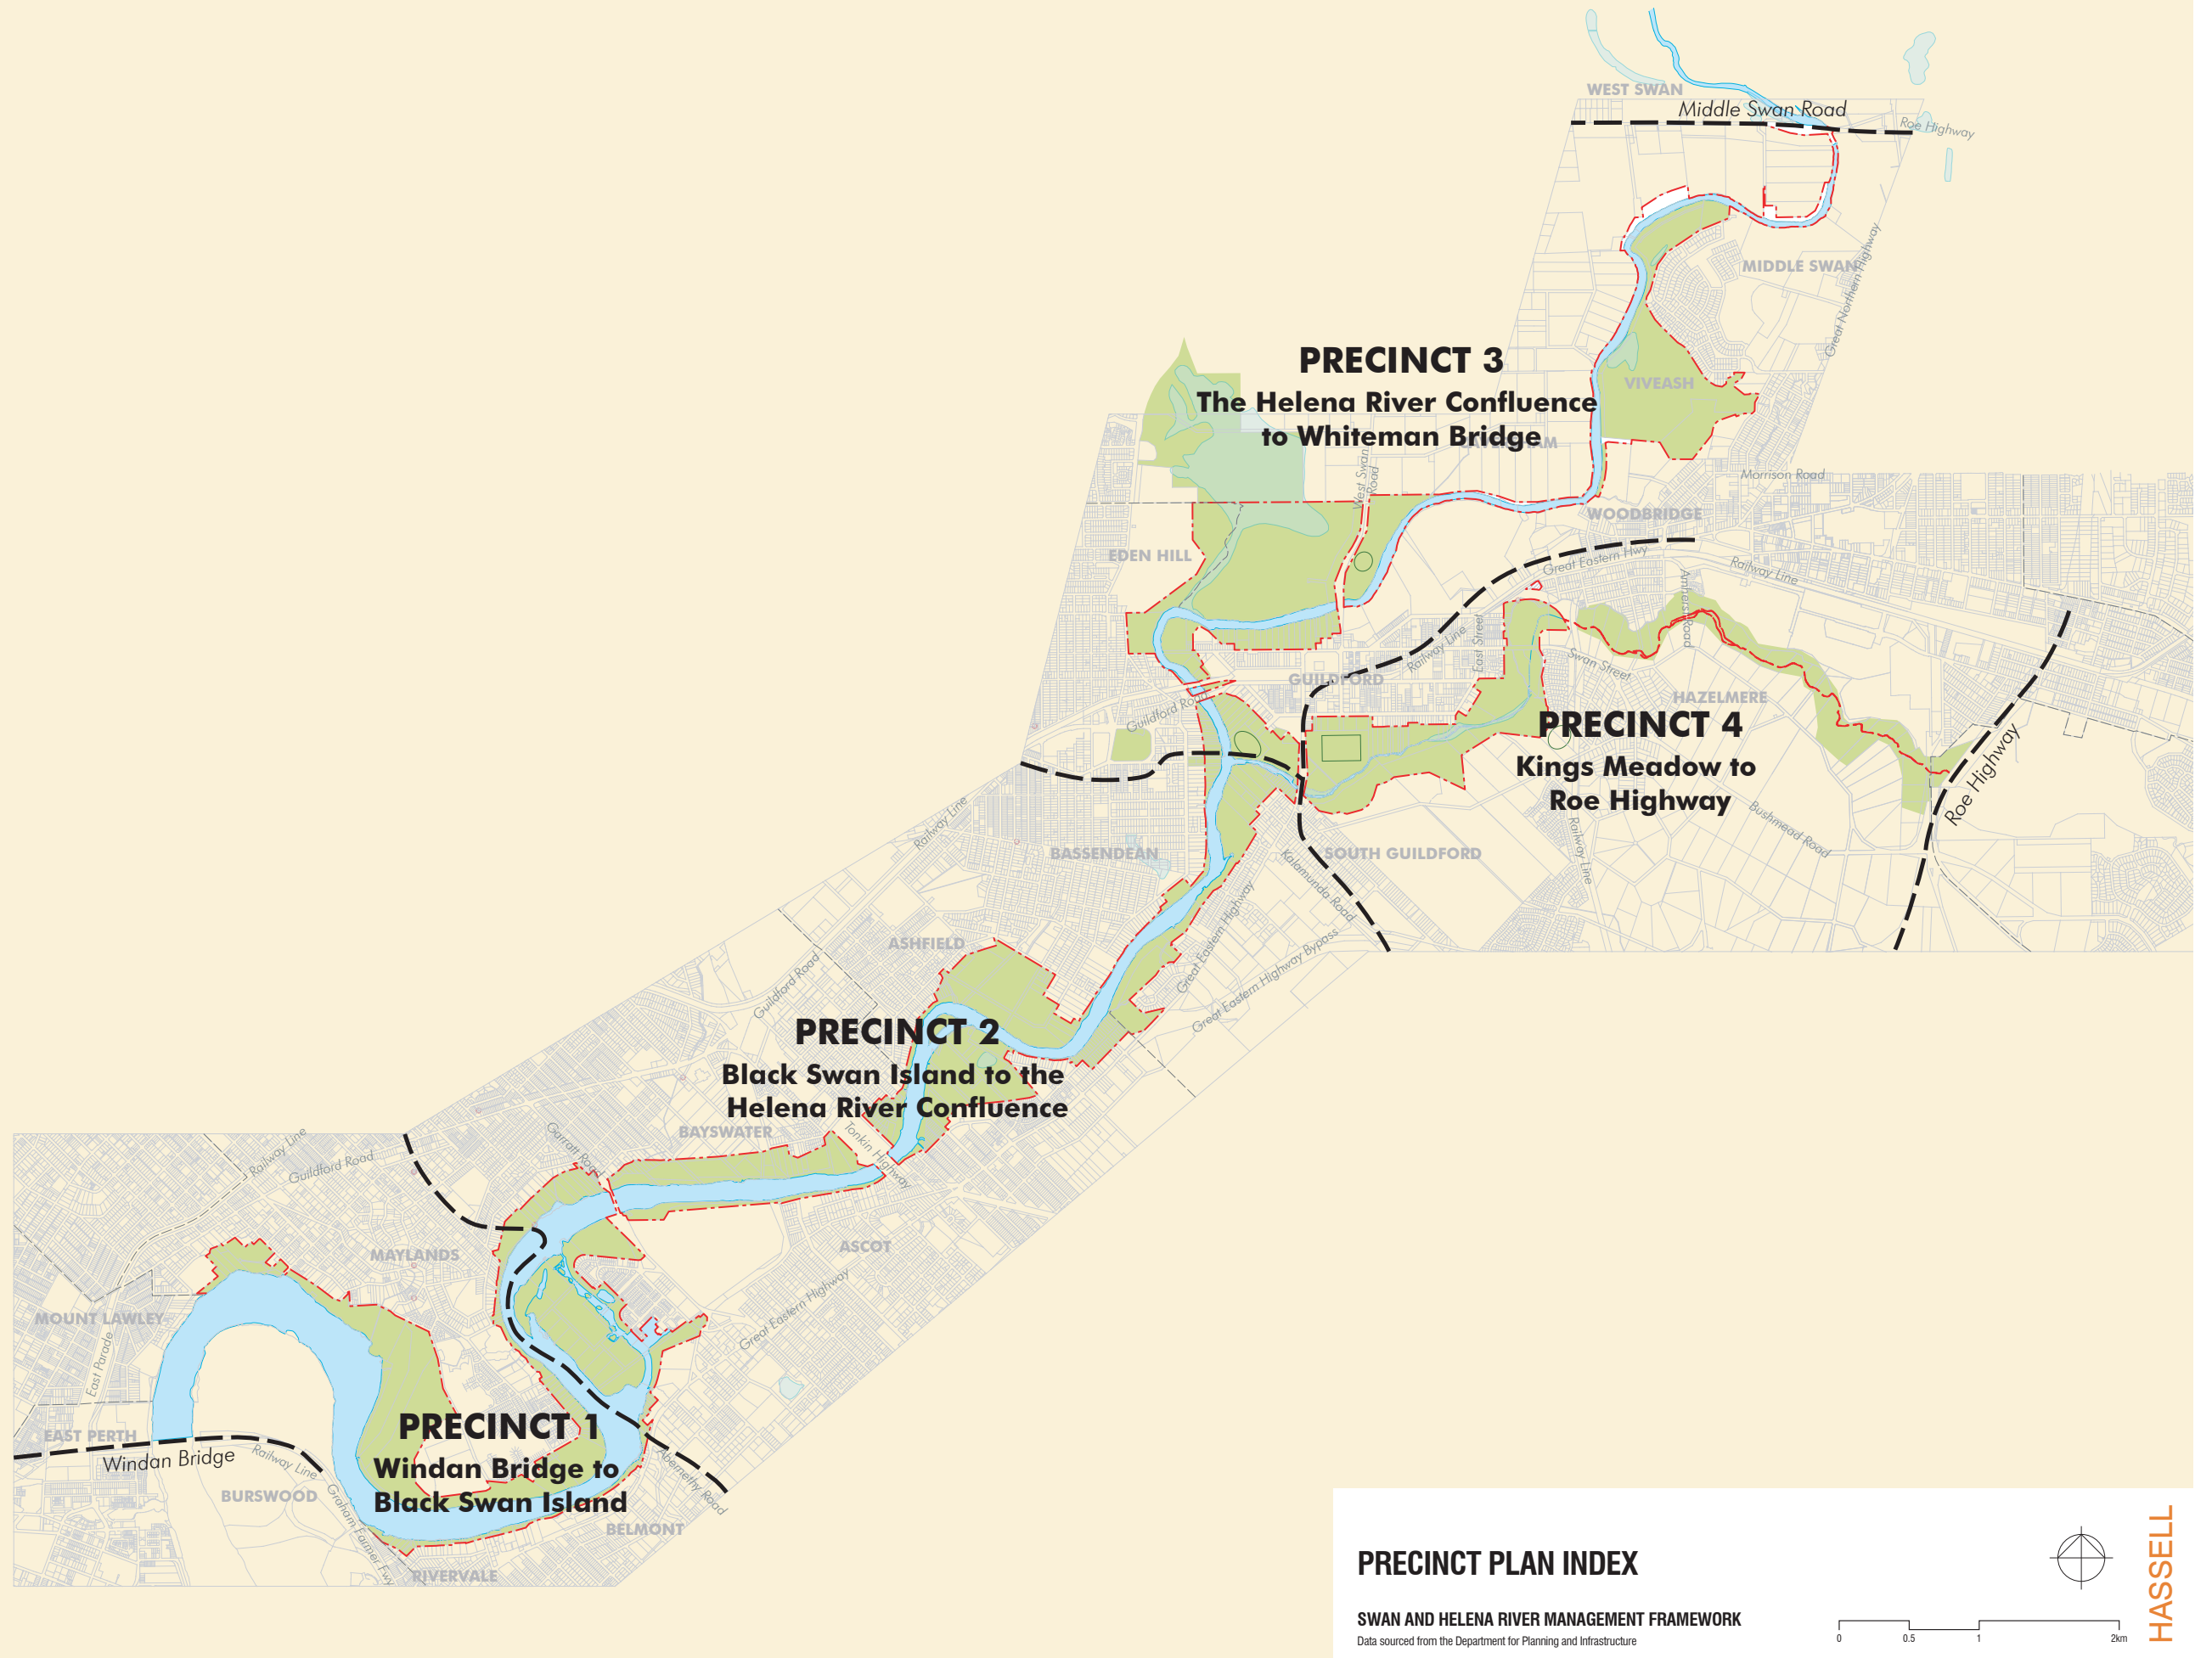 WEST SWAN
Middle Swan Road
Roe Highway
MIDDLE SWAN
Great Northern Highway
PRECINCT 3
The Helena River Confluence
to Whiteman Bridge
VIVEASH
West Swan
Road
Morrison Road
WOODBRIDGE
EDEN HILL
Great Eastern Hwy
Railway Line
Amherst Road
East Street
Railway Line
Swan Street
GUILDFORD
HAZELMERE
Guildford Road
PRECINCT 4
Kings Meadow to
Roe Highway
Roe Highway
Bushmead Road
Railway Line
Railway Line
BASSENDEAN
SOUTH GUILDFORD
Kalamunda Road
Great Eastern Highway
Great Eastern Highway Bypass
ASHFIELD
Guildford Road
PRECINCT 2
Black Swan Island to the
Helena River Confluence
BAYSWATER
Tonkin Highway
Garratt Road
Railway Line
Guildford Road
MAYLANDS
ASCOT
Great Eastern Highway
MOUNT LAWLEY
East Parade
PRECINCT 1
Windan Bridge to
Black Swan Island
EAST PERTH
Windan Bridge
Railway Line
BURSWOOD
Graham Farmer Fwy
Abernethy Road
BELMONT
RIVERVALE
PRECINCT PLAN INDEX
SWAN AND HELENA RIVER MANAGEMENT FRAMEWORK
Data sourced from the Department for Planning and Infrastructure
0 0.5 1 2km
HASSELL